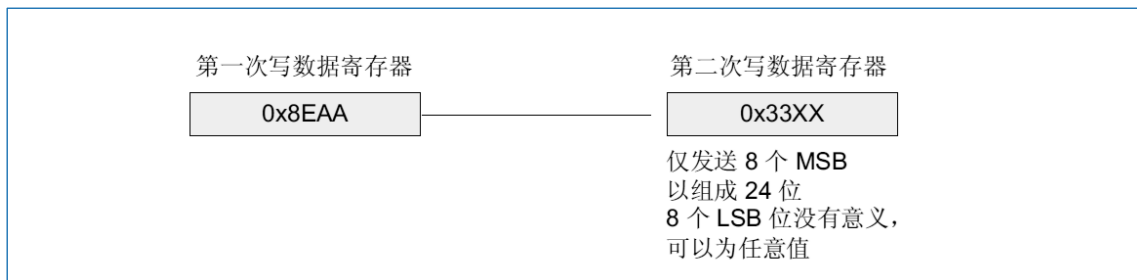 第一次写数据寄存器
第二次写数据寄存器
0x8EAA
0x33XX
仅发送 8 个 MSB
以组成 24 位
8 个 LSB 位没有意义，
可以为任意值